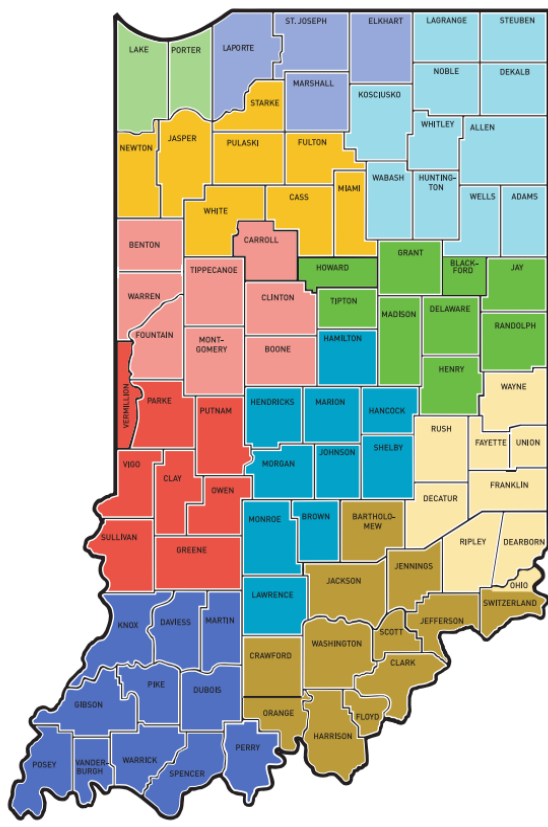 LAKE
PORTER
LAPORTE
ST. JOSEPH
ELKHART
LAGRANGE
STEUBEN
NOBLE
DEKALB
MARSHALL
KOSCIUSKO
STARKE
WHITLEY
ALLEN
NEWTON
JASPER
PULASKI
FULTON
WABASH
HUNTING-
TON
MIAMI
WELLS
ADAMS
WHITE
CASS
BENTON
CARROLL
GRANT
BLACK-
FORD
JAY
TIPPECANOE
HOWARD
WARREN
CLINTON
TIPTON
MADISON
DELAWARE
RANDOLPH
FOUNTAIN
MONT-
GOMERY
BOONE
HAMILTON
HENRY
WAYNE
VERMILLION
PARKE
PUTNAM
HENDRICKS
MARION
HANCOCK
RUSH
FAYETTE
UNION
VIGO
CLAY
MORGAN
JOHNSON
SHELBY
FRANKLIN
OWEN
DECATUR
SULLIVAN
GREENE
MONROE
BROWN
BARTHOLO-
MEW
RIPLEY
DEARBORN
JENNINGS
JACKSON
OHIO
LAWRENCE
SWITZERLAND
KNOX
DAVIESS
MARTIN
WASHINGTON
SCOTT
JEFFERSON
CRAWFORD
CLARK
PIKE
DUBOIS
GIBSON
ORANGE
FLOYD
HARRISON
PERRY
POSEY
VANDER-
BURGH
WARRICK
SPENCER